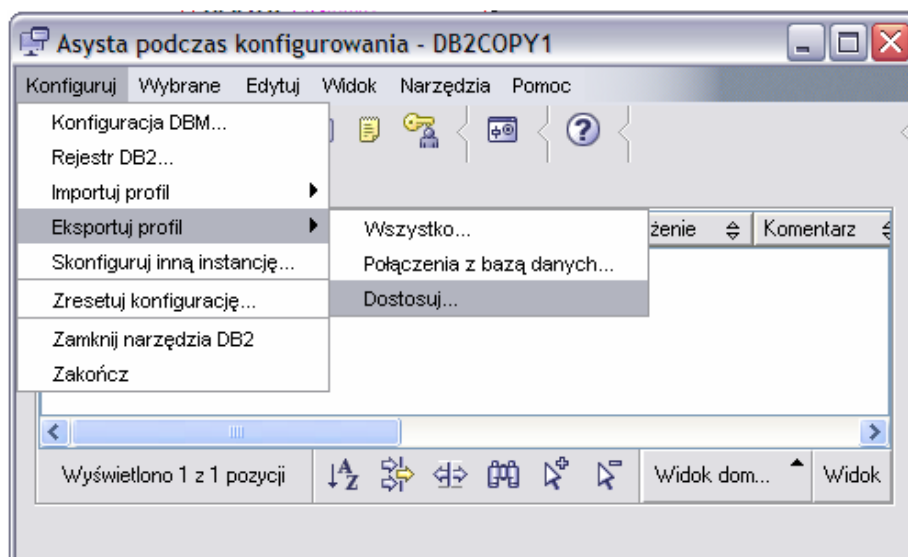 Asysta podczas konfigurowania - DB2COPY1
Konfiguruj Wybrane Edytuj Widok Narzędzia Pomoc
Konfiguracja DBM...
Rejestr DB2...
Importuj profil
Eksportuj profil
Skonfiguruj inną instancję...
Zresetuj konfigurację...
Zamknij narzędzia DB2
Zakończ
Wszystko...
Połączenia z bazą danych...
Dostosuj...
żenie Komentarz
Wyświetlono 1 z 1 pozycji
Widok dom... Widok